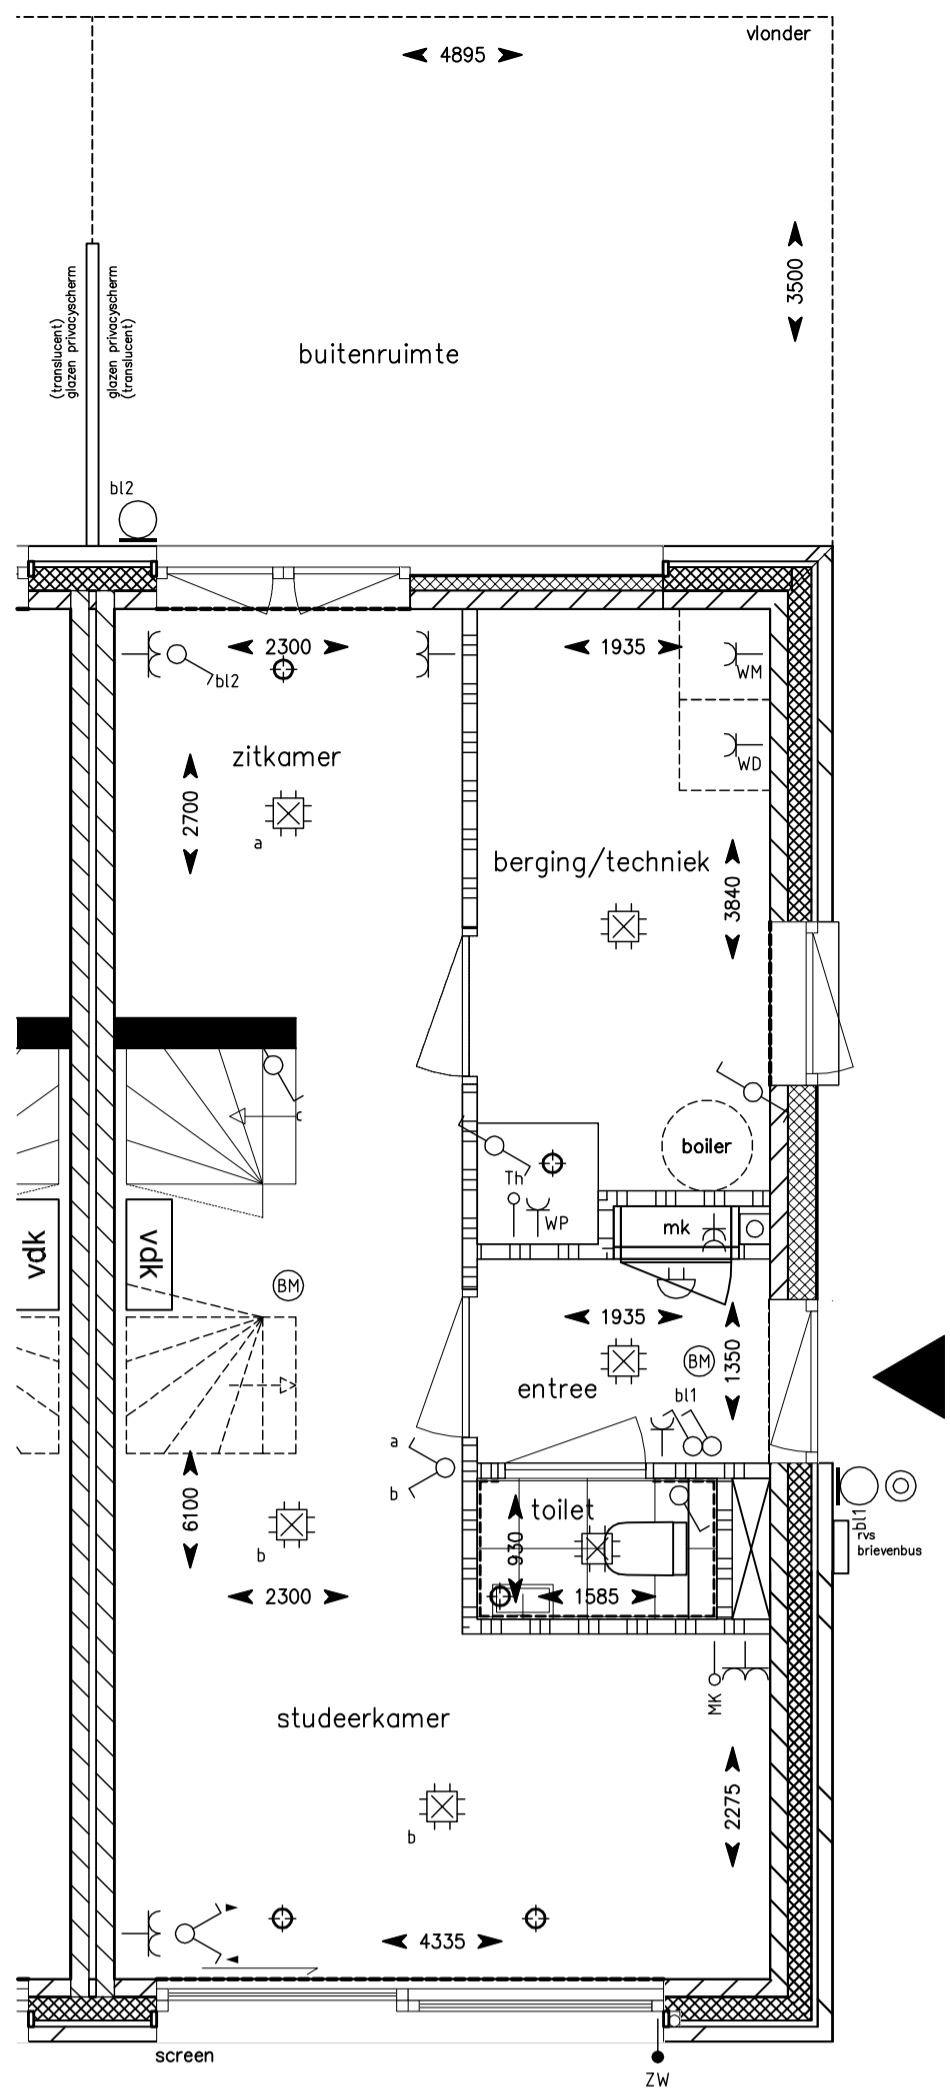 vlonder
4895
3500
(translucent)
glazen privacyscherm
glazen privacyscherm
(translucent)
buitenruimte
bl2
2300
1935
bl2
WM
zitkamer
WD
2700
a
berging/techniek
3840
c
boiler
Th
WP
mk
vdk
vdk
BM
1935
BM
1350
entree
bl1
a
b
6100
toilet
bl1
rvs
brievenbus
b
930
2300
1585
MK
studeerkamer
2275
b
4335
screen
ZW